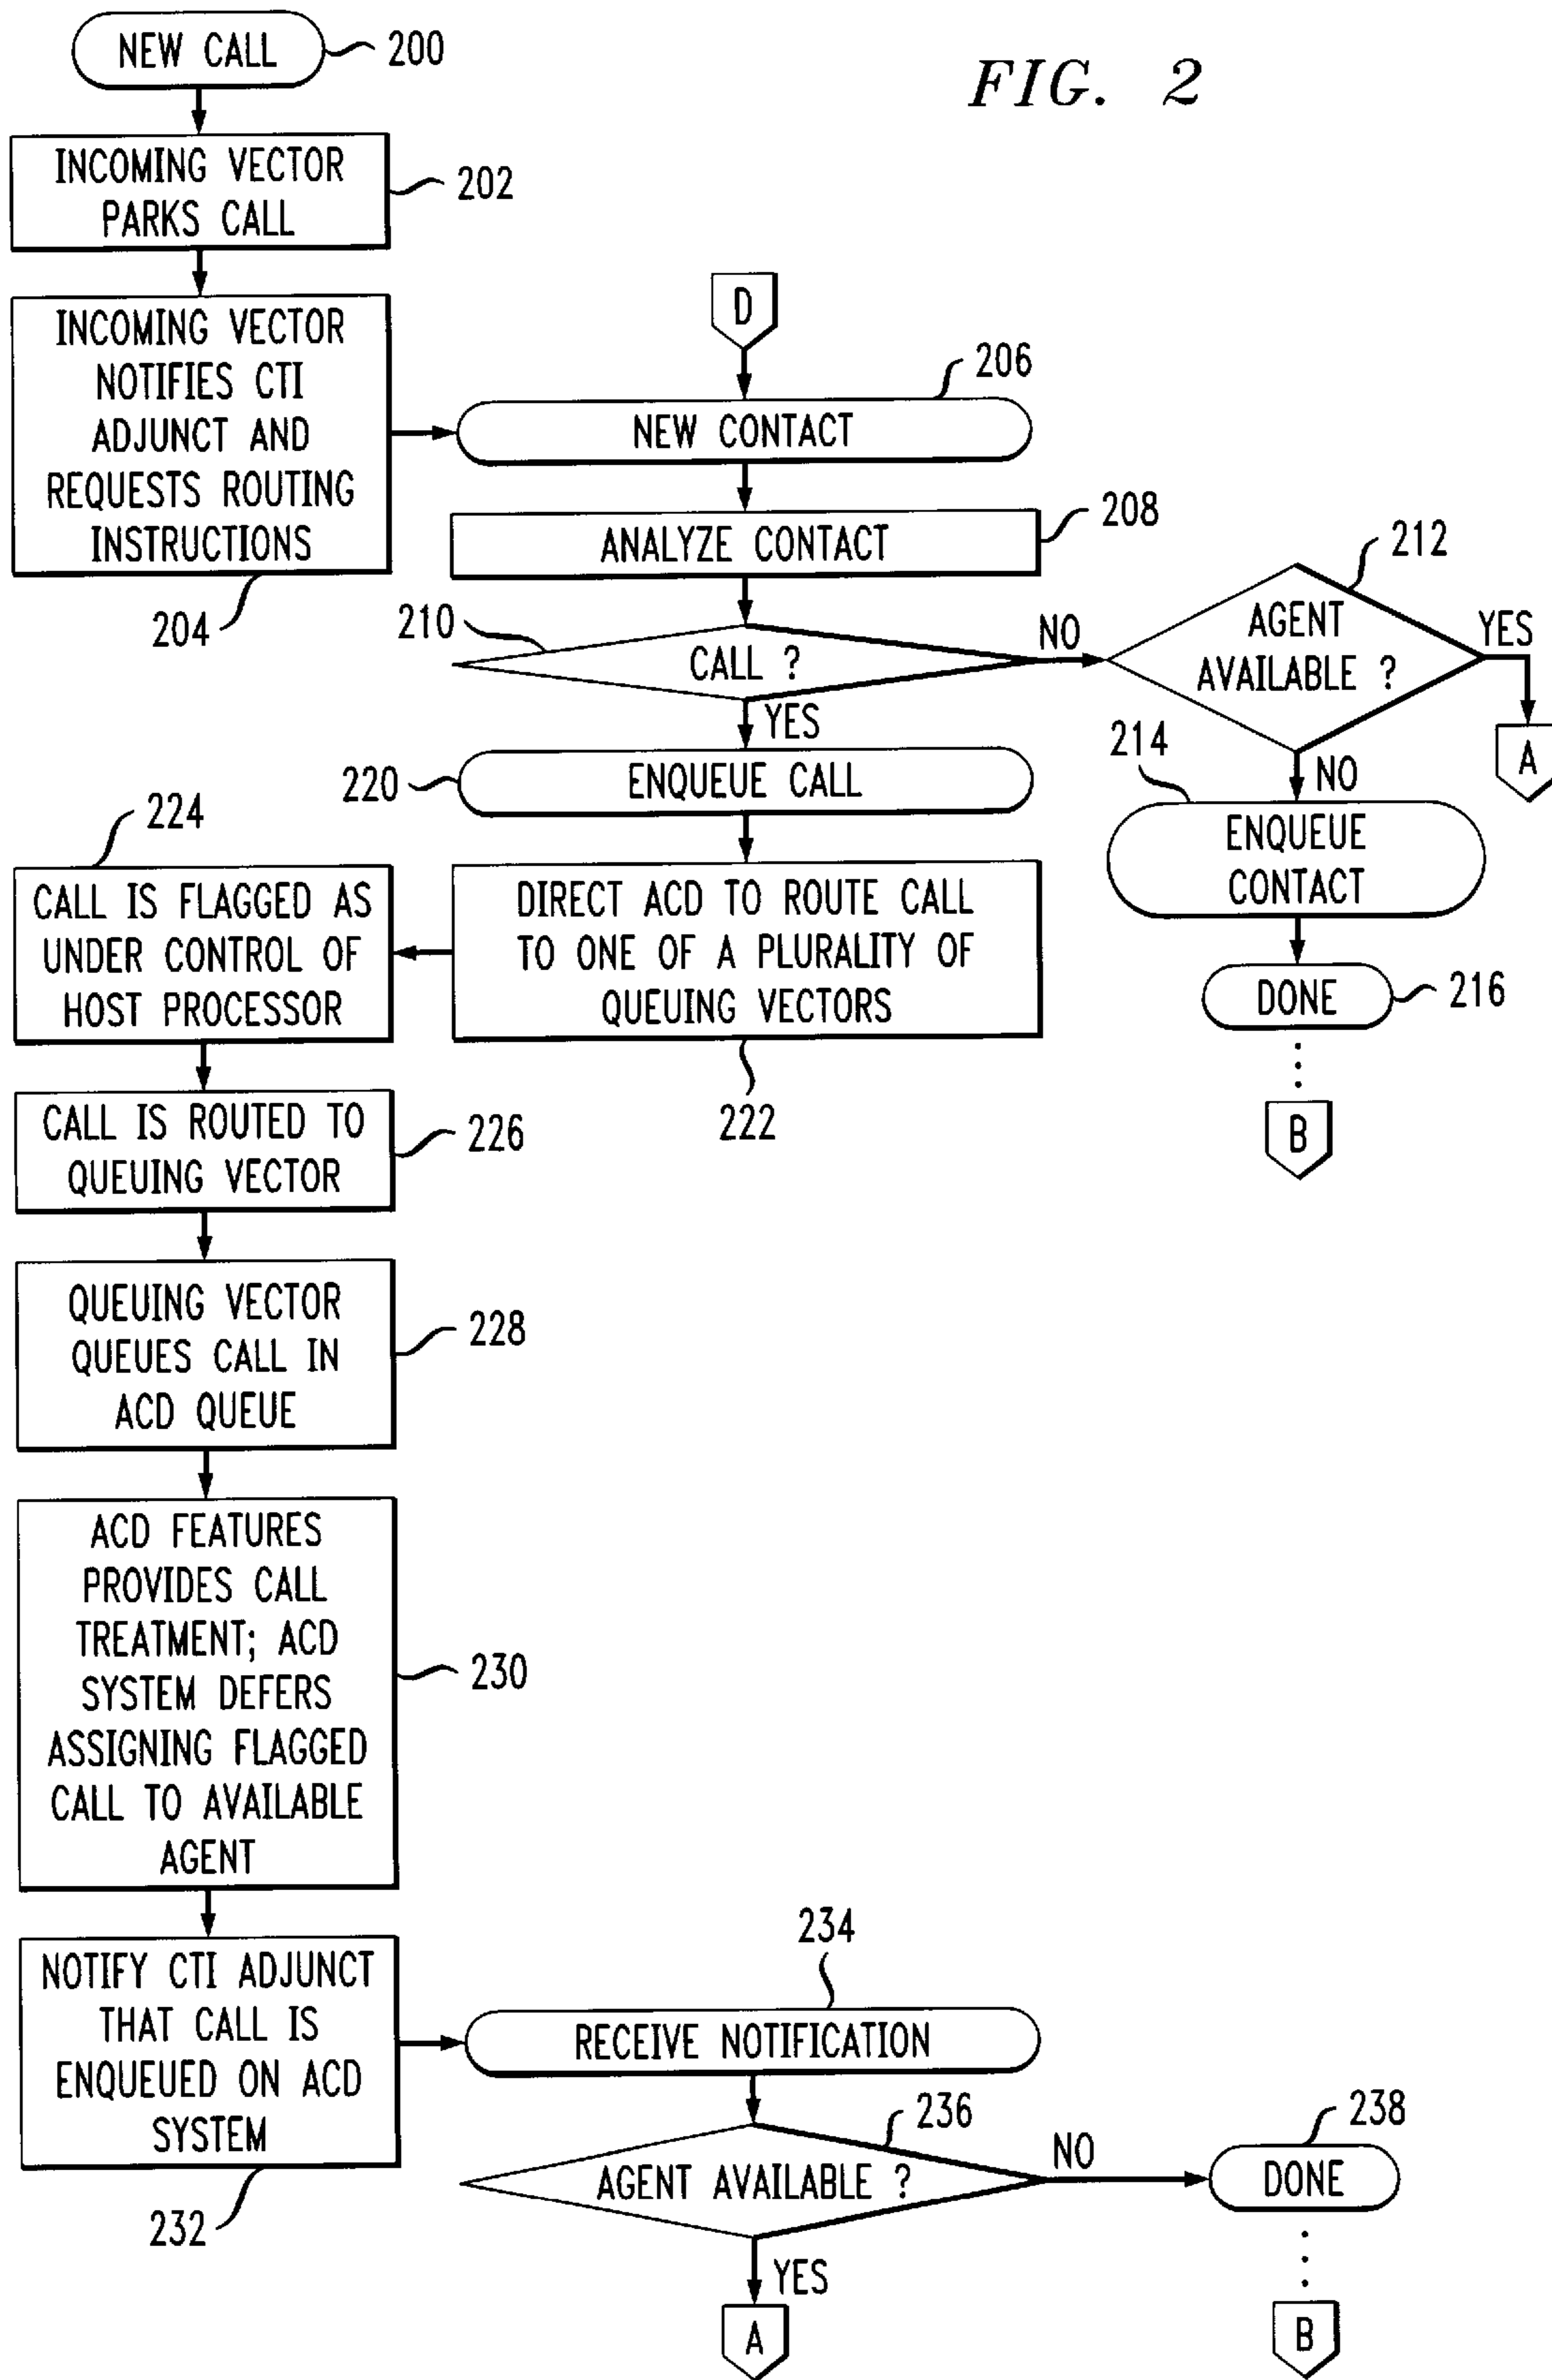 FIG. 2
NEW CALL
200
INCOMING VECTOR
PARKS CALL
202
INCOMING VECTOR
NOTIFIES CTI
ADJUNCT AND
REQUESTS ROUTING
INSTRUCTIONS
204
D
206
NEW CONTACT
208
ANALYZE CONTACT
210
CALL ?
NO
212
AGENT
AVAILABLE ?
YES
A
NO
214
ENQUEUE
CONTACT
DONE
216
B
YES
220
ENQUEUE CALL
DIRECT ACD TO ROUTE CALL
TO ONE OF A PLURALITY OF
QUEUING VECTORS
222
224
CALL IS FLAGGED AS
UNDER CONTROL OF
HOST PROCESSOR
CALL IS ROUTED TO
QUEUING VECTOR
226
QUEUING VECTOR
QUEUES CALL IN
ACD QUEUE
228
ACD FEATURES
PROVIDES CALL
TREATMENT; ACD
SYSTEM DEFERS
ASSIGNING FLAGGED
CALL TO AVAILABLE
AGENT
230
NOTIFY CTI ADJUNCT
THAT CALL IS
ENQUEUED ON ACD
SYSTEM
232
234
RECEIVE NOTIFICATION
236
AGENT AVAILABLE ?
NO
238
DONE
B
YES
A